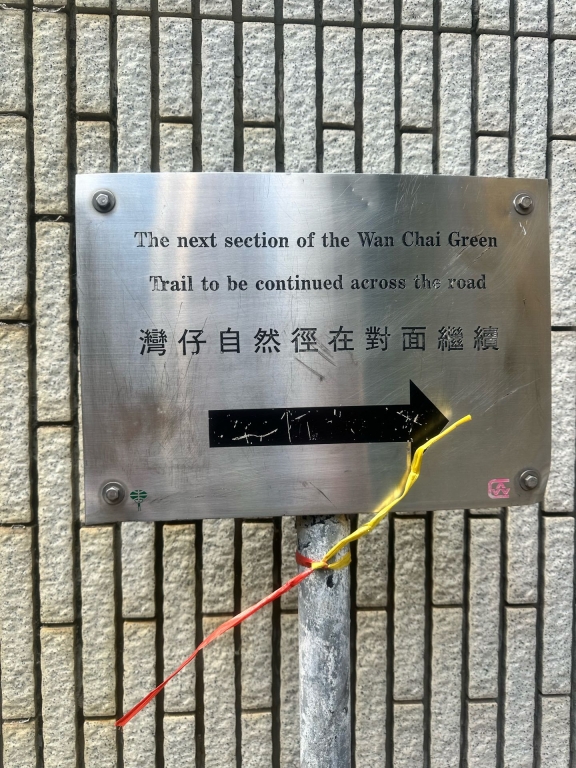 The next section of the Wan Chai Green
Trail to be continued across the road
灣仔自然徑在對面繼續